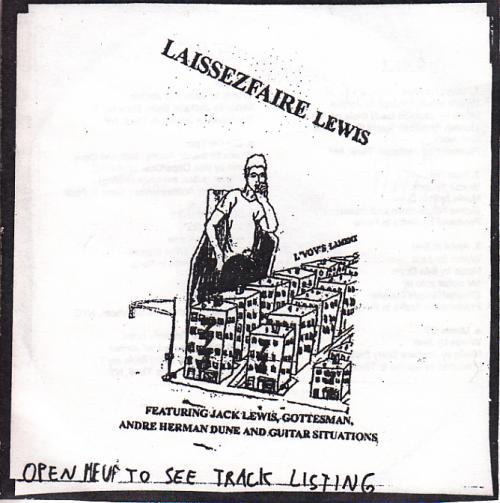 LAISSEZFAIRE LEWIS
L'VOV'S LAMENT
FEATURING JACK LEWIS, GOTTESMAN,
ANDRE HERMAN DUNE AND GUITAR SITUATIONS
OPEN MEUF TO SEE TRACK LISTING